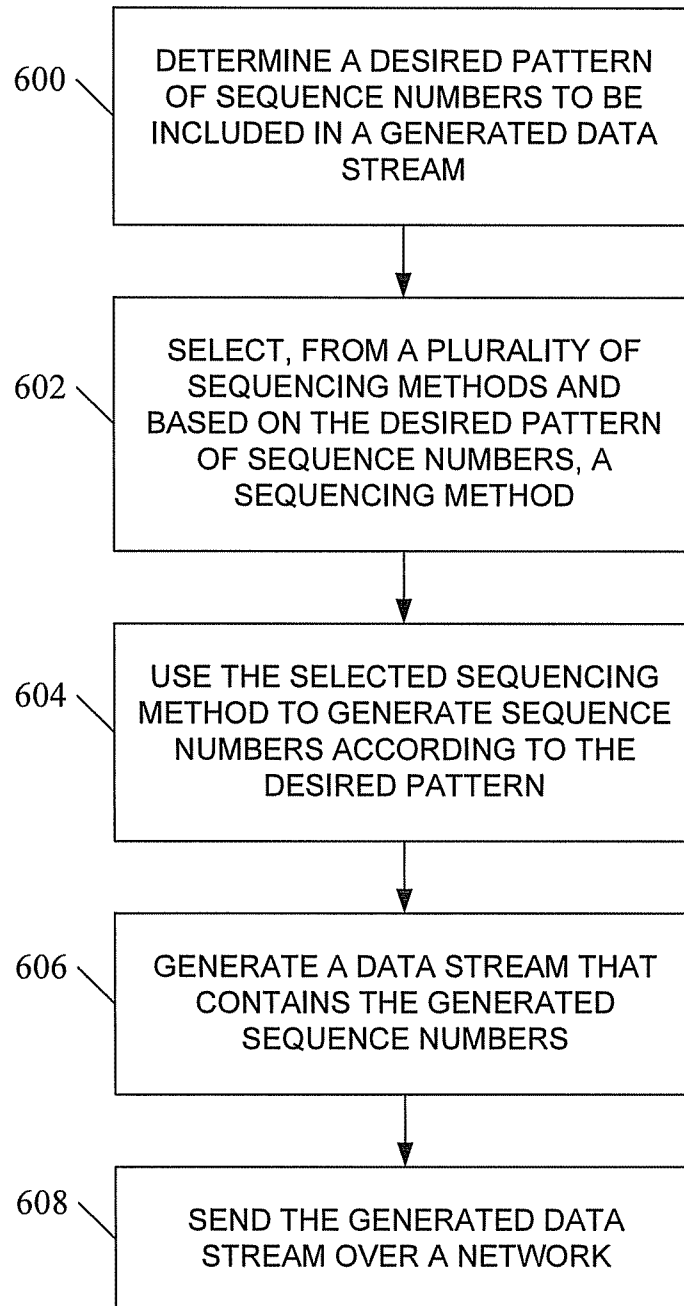 600
DETERMINE A DESIRED PATTERN
OF SEQUENCE NUMBERS TO BE
INCLUDED IN A GENERATED DATA
STREAM
602
SELECT, FROM A PLURALITY OF
SEQUENCING METHODS AND
BASED ON THE DESIRED PATTERN
OF SEQUENCE NUMBERS, A
SEQUENCING METHOD
604
USE THE SELECTED SEQUENCING
METHOD TO GENERATE SEQUENCE
NUMBERS ACCORDING TO THE
DESIRED PATTERN
606
GENERATE A DATA STREAM THAT
CONTAINS THE GENERATED
SEQUENCE NUMBERS
608
SEND THE GENERATED DATA
STREAM OVER A NETWORK